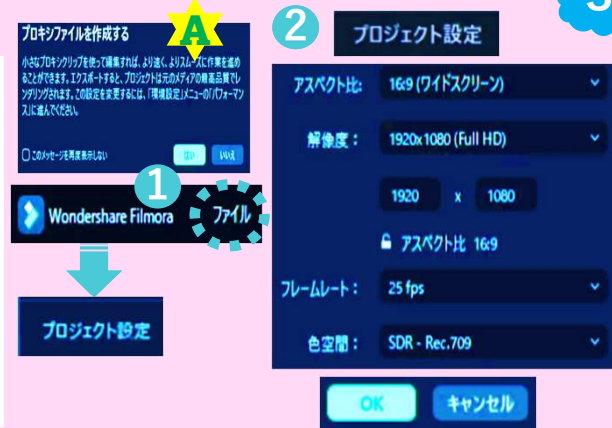 プロキシファイルを作成する
A
小さなプロキシクリップを使って編集すれば、より速く、よりスムーズに作業を進め
ることができます。エクスポートすると、プロジェクトは元のメディアの最高品質でレ
ンダリングされます。この設定を変更するには、「環境設定」メニューの「パフォーマン
ス」に進んでください。
このメッセージを再度表示しない
はい
いいえ
1
Wondershare Filmora
ファイル
プロジェクト設定
2
プロジェクト設定
3
アスペクト比:
16:9 (ワイドスクリーン)
解像度:
1920x1080 (Full HD)
1920 x 1080
アスペクト比 16:9
フレームレート:
25 fps
色空間:
SDR - Rec.709
OK
キャンセル